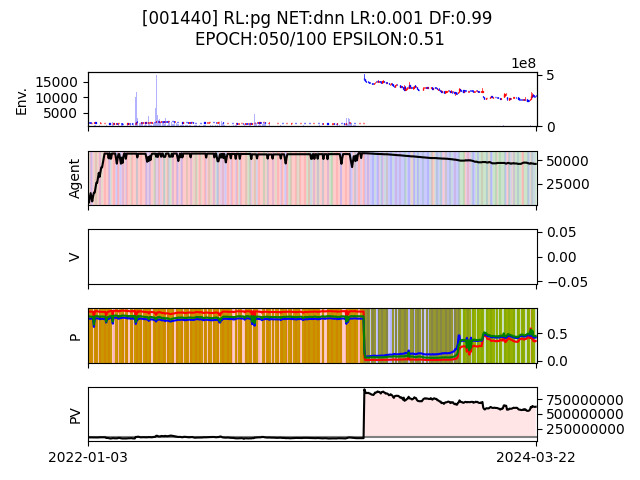 [001440] RL:pg NET:dnn LR:0.001 DF:0.99
EPOCH:050/100 EPSILON:0.51
1e8
Env.
15000
10000
5000
5
0
Agent
50000
25000
V
0.05
0.00
−0.05
P
0.5
0.0
PV
750000000
500000000
250000000
2022-01-03
2024-03-22